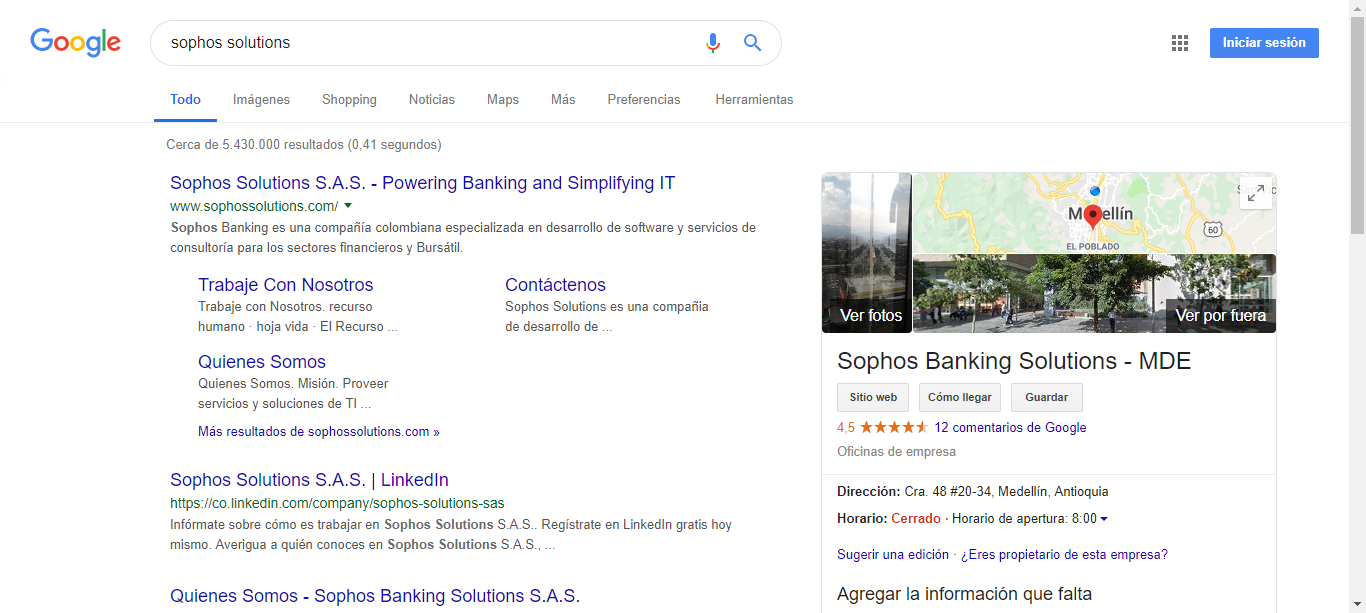 Google
sophos solutions
Iniciar sesión
Todo
Imágenes
Shopping
Noticias
Maps
Más
Preferencias
Herramientas
Cerca de 5.430.000 resultados (0,41 segundos)
Sophos Solutions S.A.S. - Powering Banking and Simplifying IT
www.sophossolutions.com/
Sophos Banking es una compañía colombiana especializada en desarrollo de software y servicios de
consultoría para los sectores financieros y Bursátil.
Trabaje Con Nosotros
Trabaje con Nosotros. recurso
humano · hoja vida · El Recurso ...
Contáctenos
Sophos Solutions es una compañia
de desarrollo de ...
Quienes Somos
Quienes Somos. Misión. Proveer
servicios y soluciones de TI ...
Más resultados de sophossolutions.com »
Sophos Solutions S.A.S. | LinkedIn
https://co.linkedin.com/company/sophos-solutions-sas
Infórmate sobre cómo es trabajar en Sophos Solutions S.A.S.. Regístrate en LinkedIn gratis hoy
mismo. Averigua a quién conoces en Sophos Solutions S.A.S., ...
Quienes Somos - Sophos Banking Solutions S.A.S.
Medellín
60
EL POBLADO
Ver fotos
Ver por fuera
Sophos Banking Solutions - MDE
Sitio web
Cómo llegar
Guardar
4,5
12 comentarios de Google
Oficinas de empresa
Dirección: Cra. 48 #20-34, Medellín, Antioquia
Horario: Cerrado · Horario de apertura: 8:00
Sugerir una edición · ¿Eres propietario de esta empresa?
Agregar la información que falta